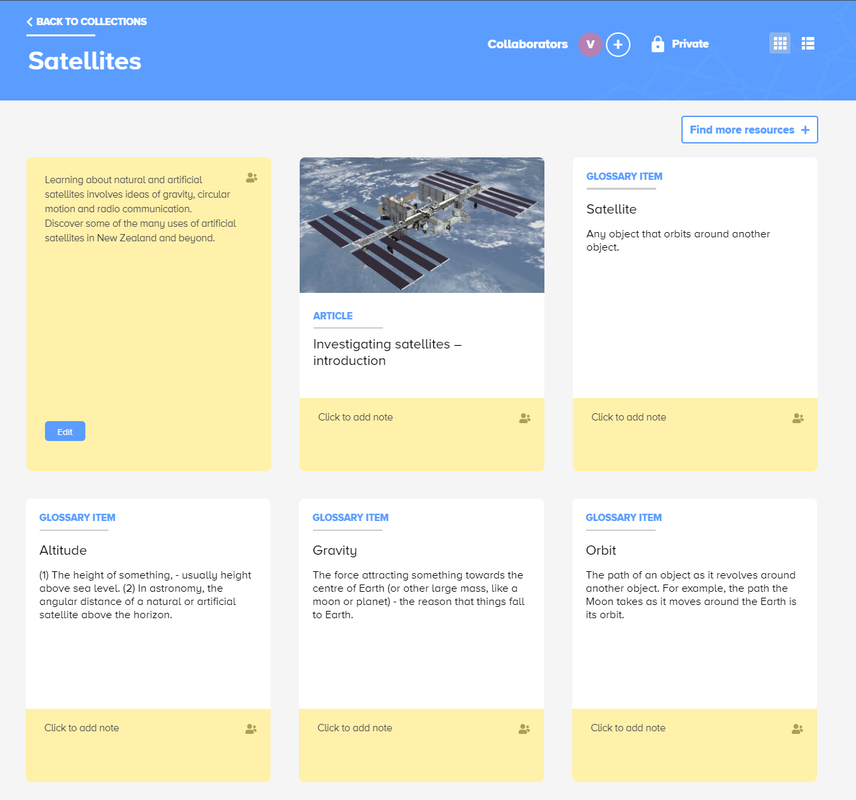 BACK TO COLLECTIONS
Satellites
Collaborators V + Private
Find more resources +
Learning about natural and artificial
satellites involves ideas of gravity, circular
motion and radio communication.
Discover some of the many uses of artificial
satellites in New Zealand and beyond.
Edit
ARTICLE
Investigating satellites –
introduction
Click to add note
GLOSSARY ITEM
Satellite
Any object that orbits around another
object.
Click to add note
GLOSSARY ITEM
Altitude
(1) The height of something, - usually height
above sea level. (2) In astronomy, the
angular distance of a natural or artificial
satellite above the horizon.
Click to add note
GLOSSARY ITEM
Gravity
The force attracting something towards the
centre of Earth (or other large mass, like a
moon or planet) - the reason that things fall
to Earth.
Click to add note
GLOSSARY ITEM
Orbit
The path of an object as it revolves around
another object. For example, the path the
Moon takes as it moves around the Earth is
its orbit.
Click to add note